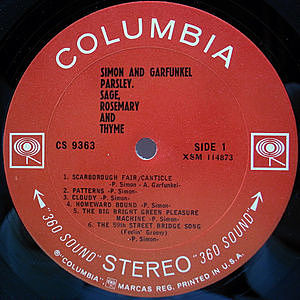 COLUMBIA
SIMON AND GARFUNKEL
PARSLEY.
SAGE,
ROSEMARY
AND
THYME
CS 9363
SIDE 1
XSM 114873
1. SCARBOROUGH FAIR/CANTICLE
-P. Simon - A. Garfunkel-
2. PATTERNS -P. Simon-
3. CLOUDY -P. Simon-
4. HOMEWARD BOUND -P. Simon-
5. THE BIG BRIGHT GREEN PLEASURE
MACHINE -P. Simon-
6. THE 59th STREET BRIDGE SONG
(Feelin' Groovy)
-P. Simon-
"360 SOUND" STEREO "360 SOUND"
® "COLUMBIA", MARCAS REG. PRINTED IN U.S.A.